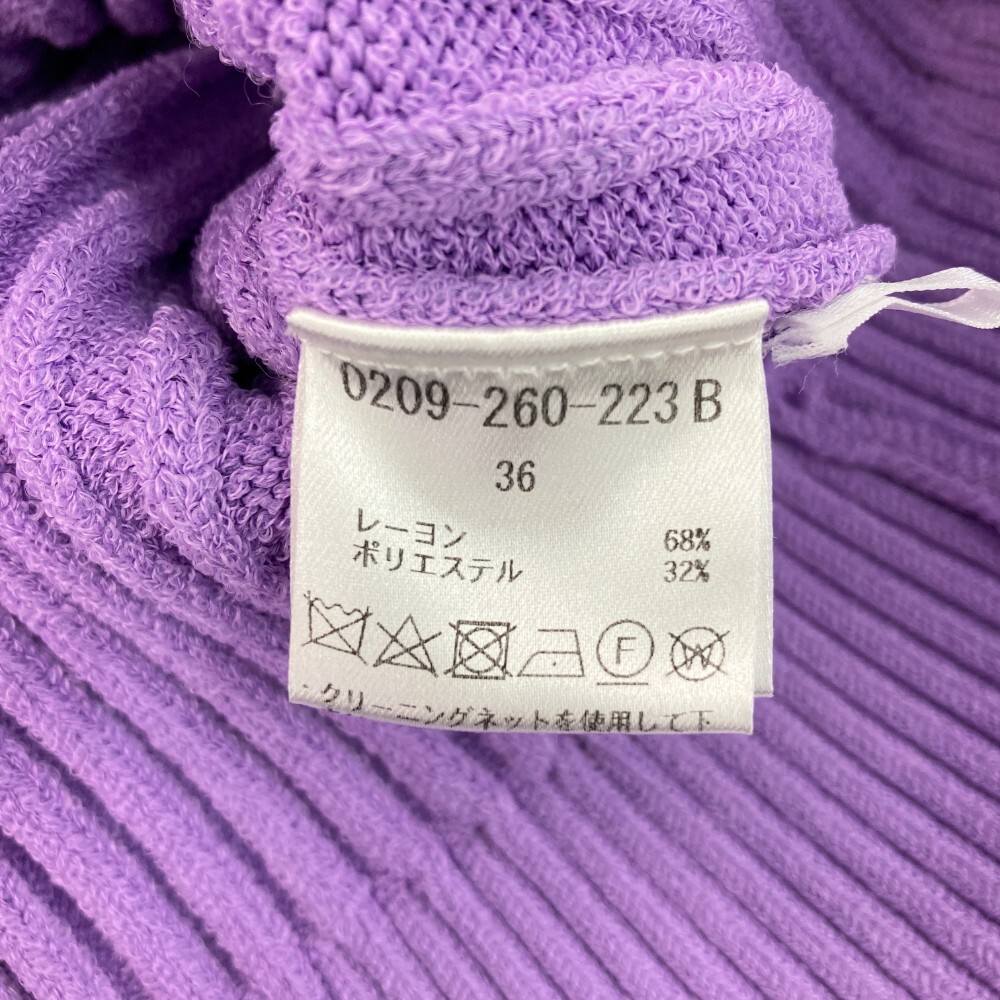 0209-260-223 B
36
レーヨン 68%
ポリエステル 32%
F W
・クリーニングネットを使用して下